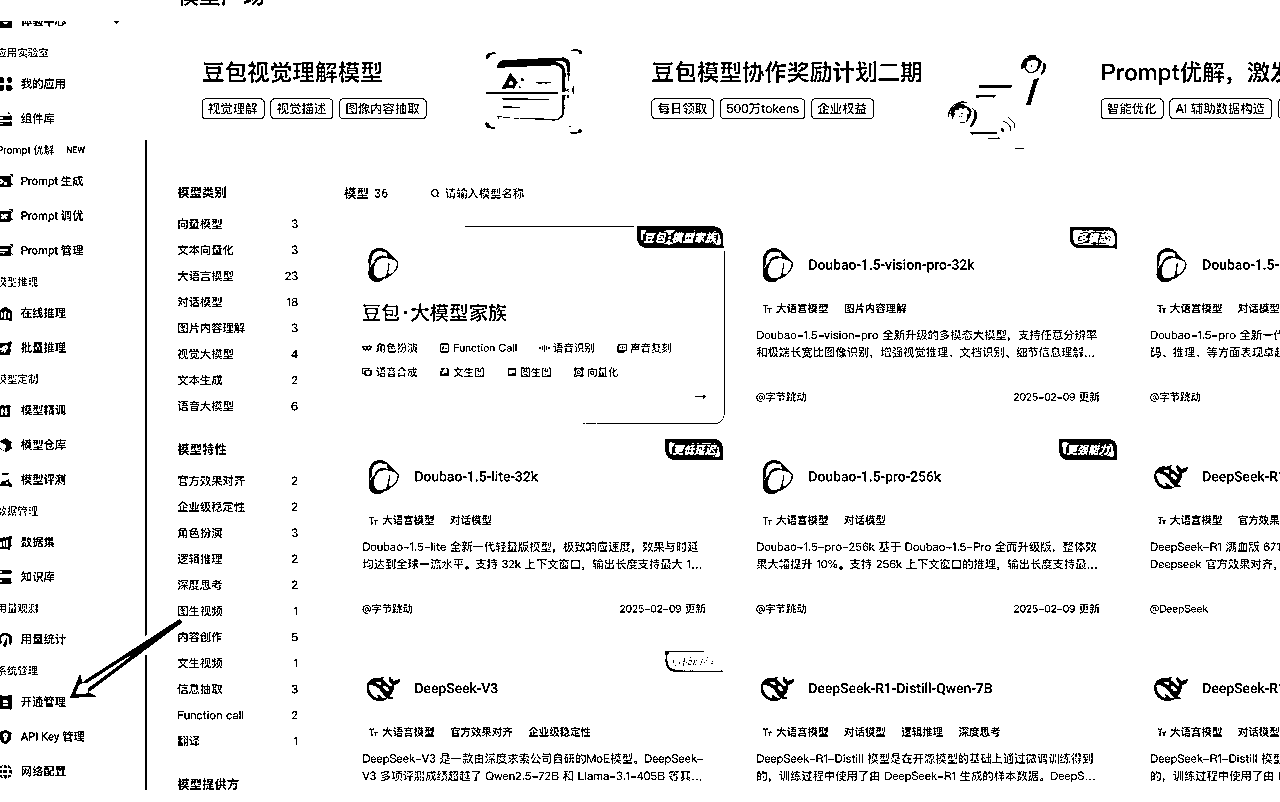 模型广场
体验中心
应用实验室
我的应用
组件库
Prompt 优解 NEW
Prompt 生成
Prompt 调优
Prompt 管理
模型推理
在线推理
批量推理
模型定制
模型精调
模型仓库
模型评测
数据管理
数据集
知识库
用量观测
用量统计
系统管理
开通管理
API Key 管理
网络配置
豆包视觉理解模型
视觉理解 视觉描述 图像内容抽取
豆包模型协作奖励计划二期
每日领取 500万tokens 企业权益
Prompt优解，激发
智能优化 AI 辅助数据构造
模型类别
向量模型 3
文本向量化 3
大语言模型 23
对话模型 18
图片内容理解 3
视觉大模型 4
文本生成 2
语音大模型 6
模型特性
官方效果对齐 2
企业级稳定性 2
角色扮演 3
逻辑推理 2
深度思考 2
图生视频 1
内容创作 5
文生视频 1
信息抽取 3
Function call 2
翻译 1
模型提供方
模型 36 请输入模型名称
豆包·模型家族
豆包·大模型家族
角色扮演 Function Call 语音识别 声音复刻
语音合成 文生图 图生图 向量化
→
多模态
Doubao-1.5-vision-pro-32k
大语言模型 图片内容理解
Doubao-1.5-vision-pro 全新升级的多模态大模型，支持任意分辨率
和极端长宽比图像识别，增强视觉推理、文档识别、细节信息理解...
@字节跳动 2025-02-09 更新
Doubao-1.5-
大语言模型 对话模
Doubao-1.5-pro 全新一代
码、推理、等方面表现卓越
@字节跳动
更低延迟
Doubao-1.5-lite-32k
大语言模型 对话模型
Doubao-1.5-lite 全新一代轻量版模型，极致响应速度，效果与时延
均达到全球一流水平。支持 32k 上下文窗口，输出长度支持最大 1...
@字节跳动 2025-02-09 更新
更强能力
Doubao-1.5-pro-256k
大语言模型 对话模型
Doubao-1.5-pro-256k 基于 Doubao-1.5-Pro 全面升级版，整体效
果大幅提升 10%。支持 256k 上下文窗口的推理，输出长度支持最...
@字节跳动 2025-02-09 更新
DeepSeek-R1
大语言模型 官方效果
DeepSeek-R1 满血版 671
Deepseek 官方效果对齐，
@DeepSeek
DeepSeek-V3
大语言模型 官方效果对齐 企业级稳定性
DeepSeek-V3 是一款由深度求索公司自研的MoE模型。DeepSeek-
V3 多项评测成绩超越了 Qwen2.5-72B 和 Llama-3.1-405B 等其...
DeepSeek-R1-Distill-Qwen-7B
大语言模型 对话模型 逻辑推理 深度思考
DeepSeek-R1-Distill 模型是在开源模型的基础上通过微调训练得到
的，训练过程中使用了由 DeepSeek-R1 生成的样本数据。DeepS...
DeepSeek-R1
大语言模型 对话模
DeepSeek-R1-Distill 模型
的，训练过程中使用了由 D